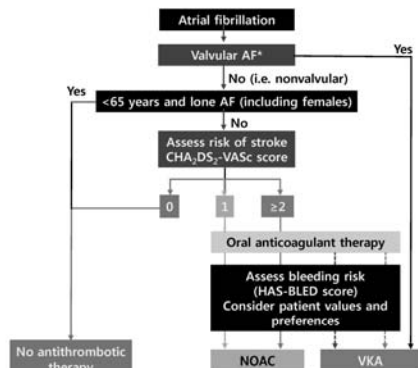 Atrial fibrillation
Valvular AF*
Yes
Yes
No (i.e. nonvalvular)
<65 years and lone AF (including females)
No
Assess risk of stroke
CHA₂DS₂-VASc score
0
1
≥2
Oral anticoagulant therapy
Assess bleeding risk
(HAS-BLED score)
Consider patient values and
preferences
No antithrombotic
therapy
NOAC
VKA